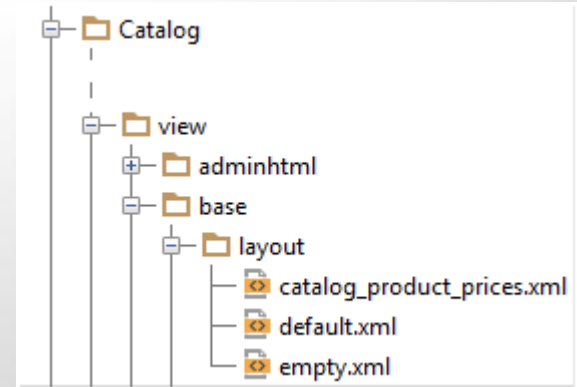 Catalog
view
adminhtml
base
layout
catalog_product_prices.xml
default.xml
empty.xml